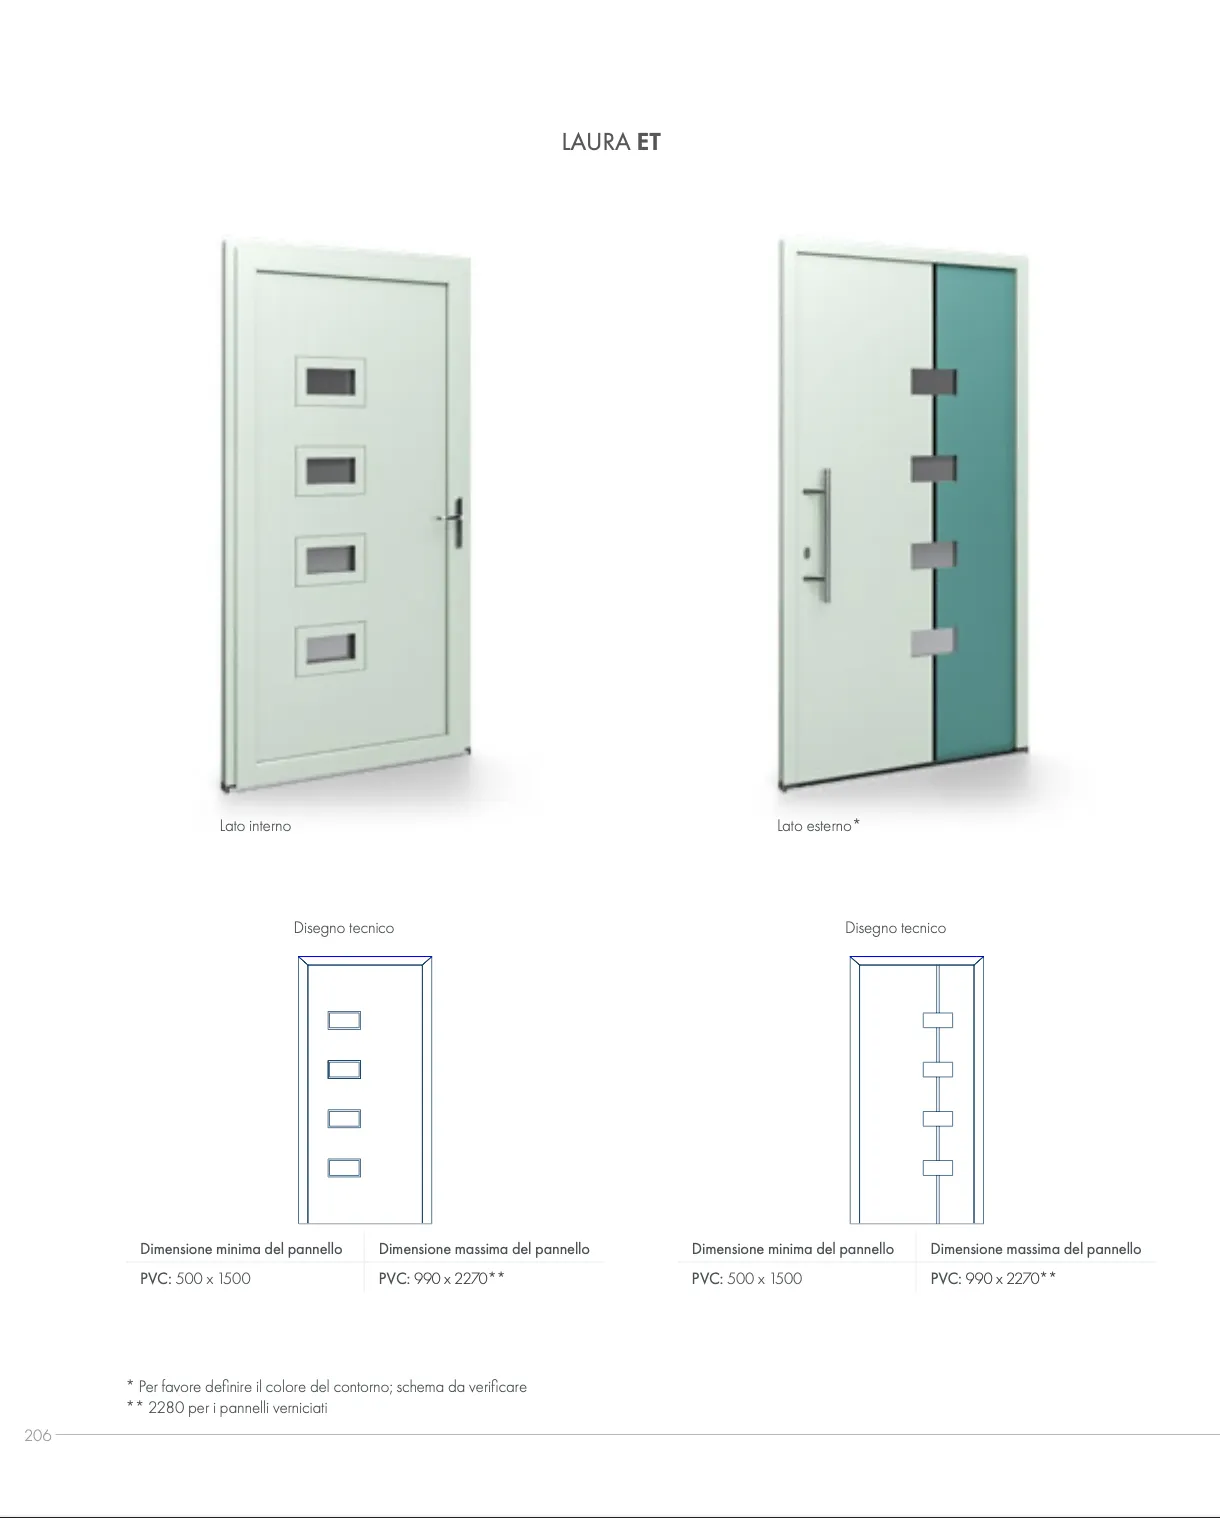 LAURA ET
Lato interno
Lato esterno*
Disegno tecnico
Disegno tecnico
Dimensione minima del pannello
Dimensione massima del pannello
PVC: 500 x 1500
PVC: 990 x 2270**
Dimensione minima del pannello
Dimensione massima del pannello
PVC: 500 x 1500
PVC: 990 x 2270**
* Per favore definire il colore del contorno; schema da verificare
** 2280 per i pannelli verniciati
206